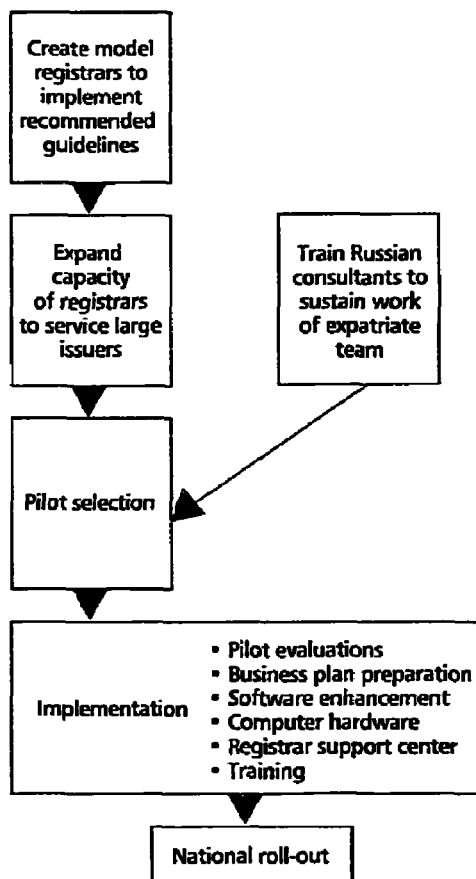 Create model
registrars to
implement
recommended
guidelines
Expand
capacity
of registrars
to service large
issuers
Train Russian
consultants to
sustain work
of expatriate
team
Pilot selection
Implementation
• Pilot evaluations
• Business plan preparation
• Software enhancement
• Computer hardware
• Registrar support center
• Training
National roll-out